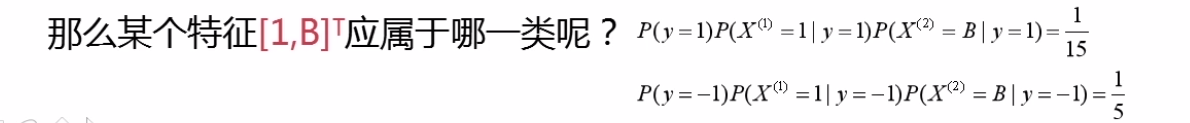 那么某个特征[1,B]ᵀ应属于哪一类呢？ P(y=1)P(X⁽¹⁾=1|y=1)P(X⁽²⁾=B|y=1)=1/15
P(y=-1)P(X⁽¹⁾=1|y=-1)P(X⁽²⁾=B|y=-1)=1/5